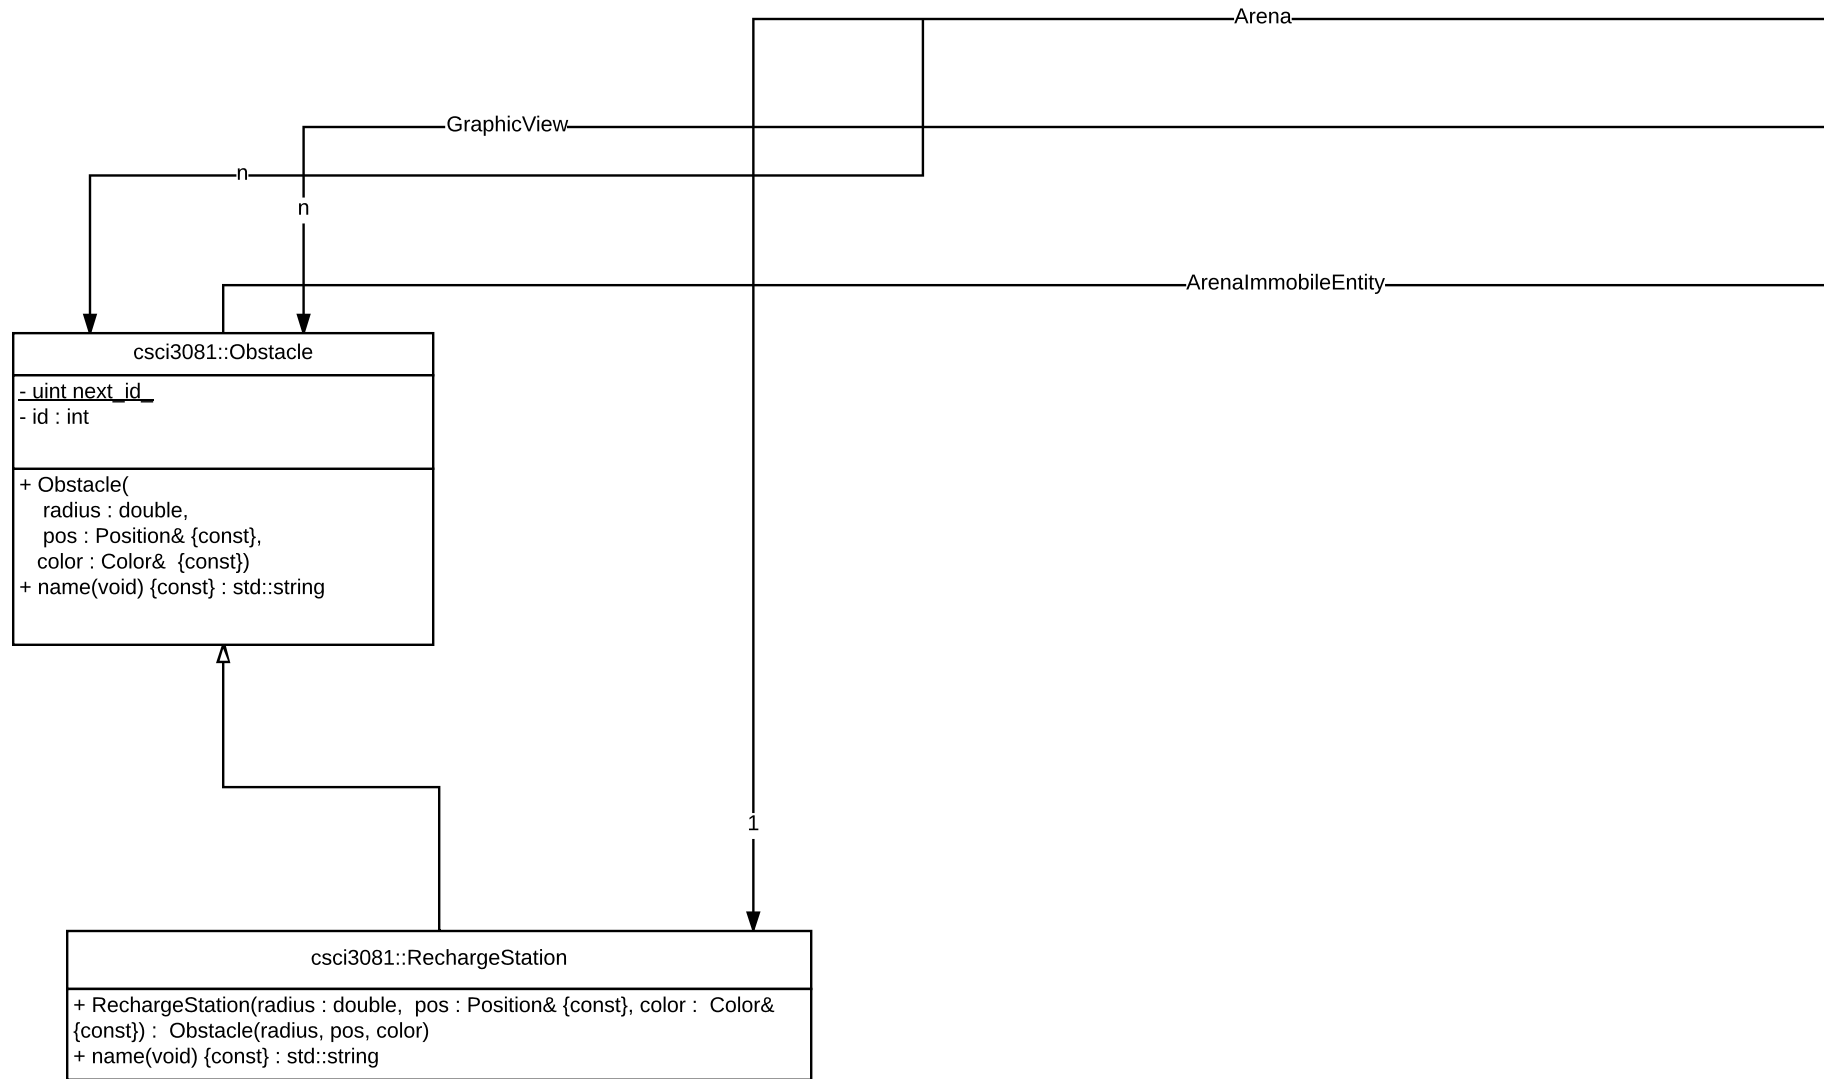 Arena
GraphicView
n
n
ArenaImmobileEntity
csci3081::Obstacle
- uint next_id_
- id : int
+ Obstacle(
radius : double,
pos : Position& {const},
color : Color&  {const})
+ name(void) {const} : std::string
1
csci3081::RechargeStation
+ RechargeStation(radius : double,  pos : Position& {const}, color :  Color&
{const}) :  Obstacle(radius, pos, color)
+ name(void) {const} : std::string